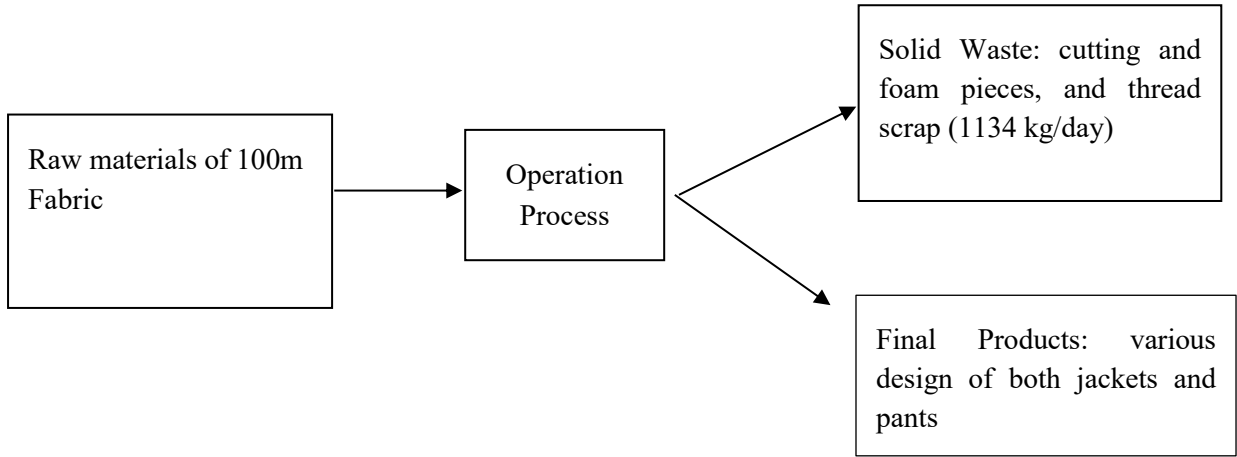 Raw materials of 100m
Fabric
Operation
Process
Solid Waste: cutting and
foam pieces, and thread
scrap (1134 kg/day)
Final Products: various
design of both jackets and
pants